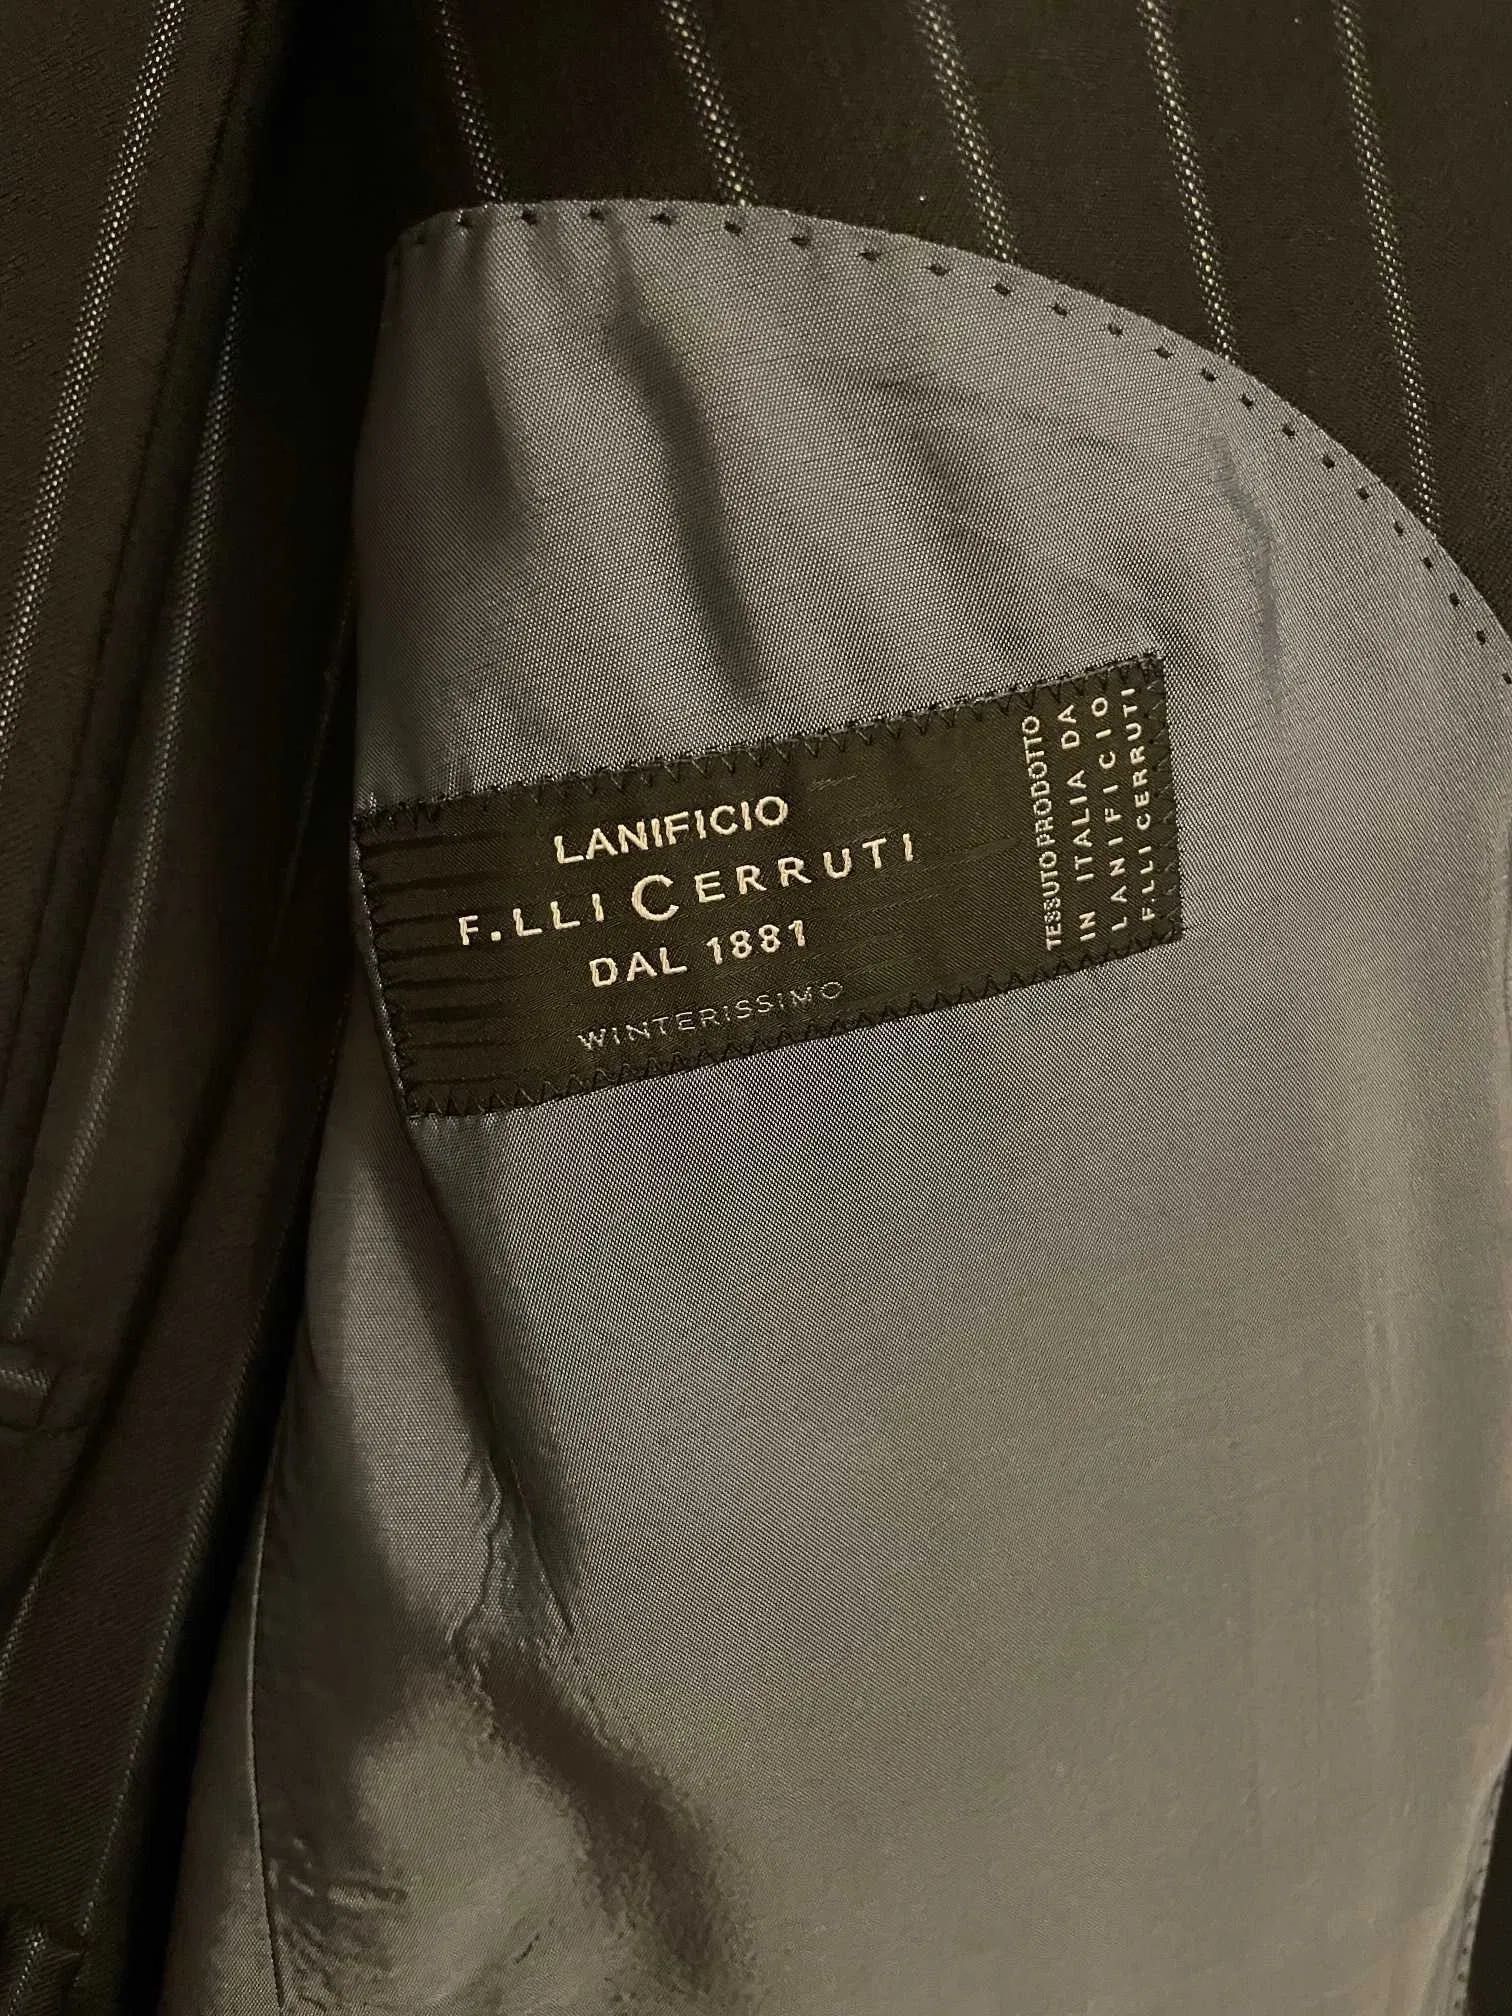 LANIFICIO
F.LLI CERRUTI
DAL 1881
WINTERISSIMO
TESSUTO PRODOTTO
IN ITALIA DA
LANIFICIO
F.LLI CERRUTI